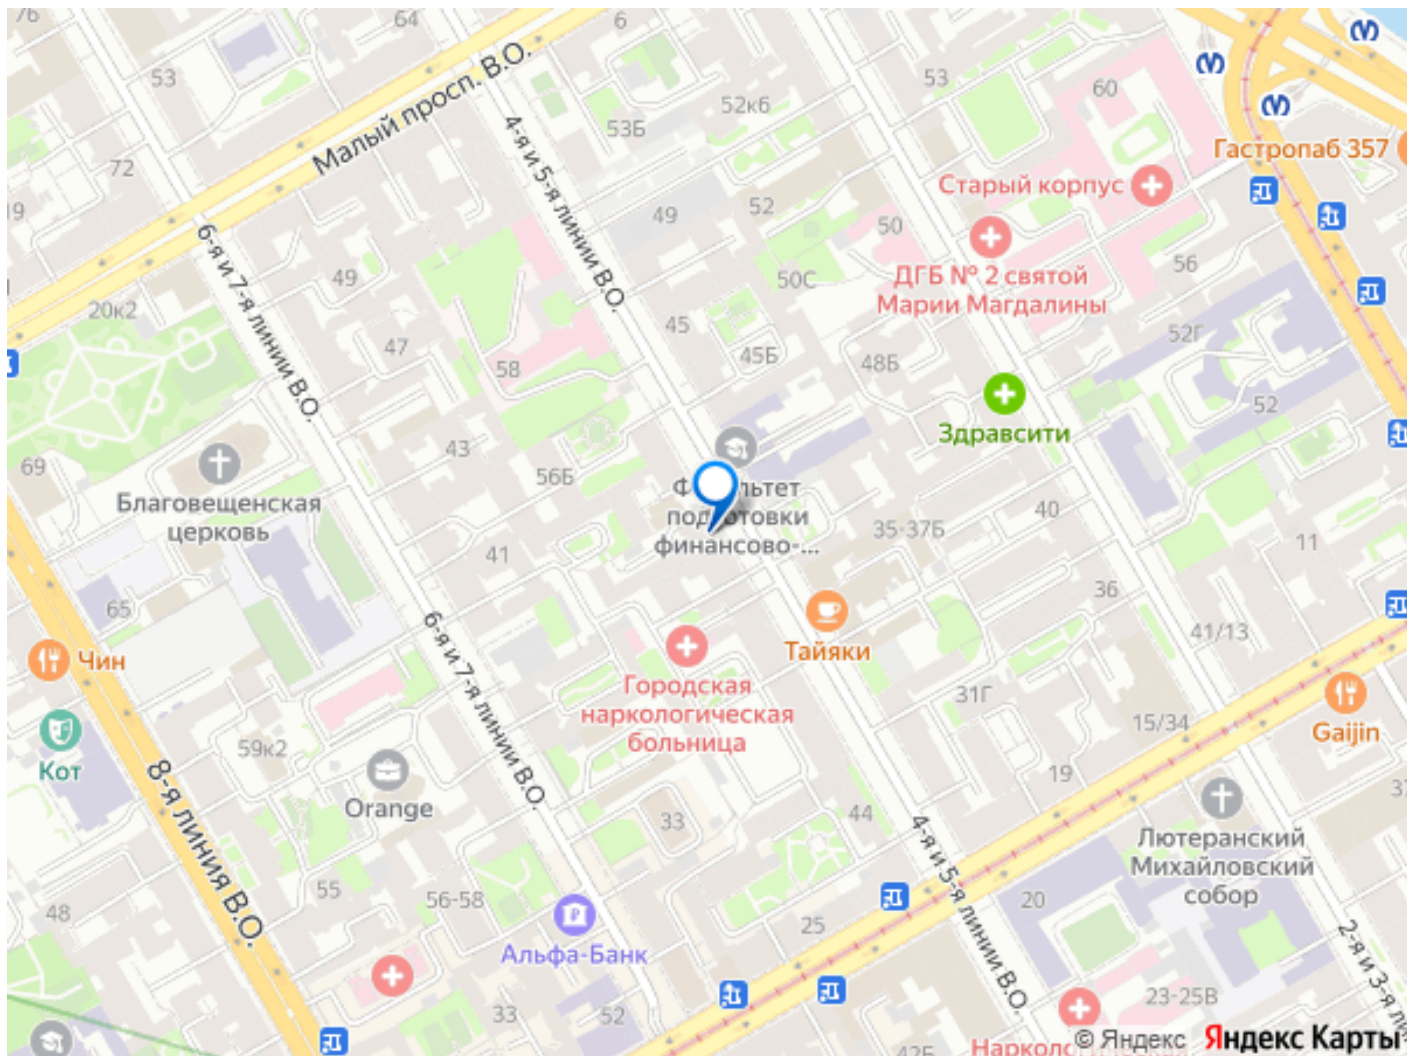 7б
64
6
53
52к6
53
60
53Б
Малый просп. В.О.
4-я и 5-я линии В.О.
Гастропаб 357
72
Старый корпус
19
49
52
50
6-я и 7-я линии В.О.
49
50С
ДГБ № 2 святой
Марии Магдалины
56
20к2
45
47
45Б
48Б
52Г
58
52
Здравсити
43
69
56Б
Благовещенская
церковь
подготовки
финансово-...
35-37Б
40
41
11
65
36
6-я и 7-я линии В.О.
41/13
Чин
Тайяки
Городская
наркологическая
больница
31Г
15/34
Gaijin
59к2
Кот
19
Orange
8-я линия В.О.
33
44
4-я и 5-я линии В.О.
37
Лютеранский
Михайловский
собор
55
56-58
20
48
25
Альфа-Банк
2-я и 3-я
23-25В
33
52
42Б
© Яндекс
Яндекс Карты